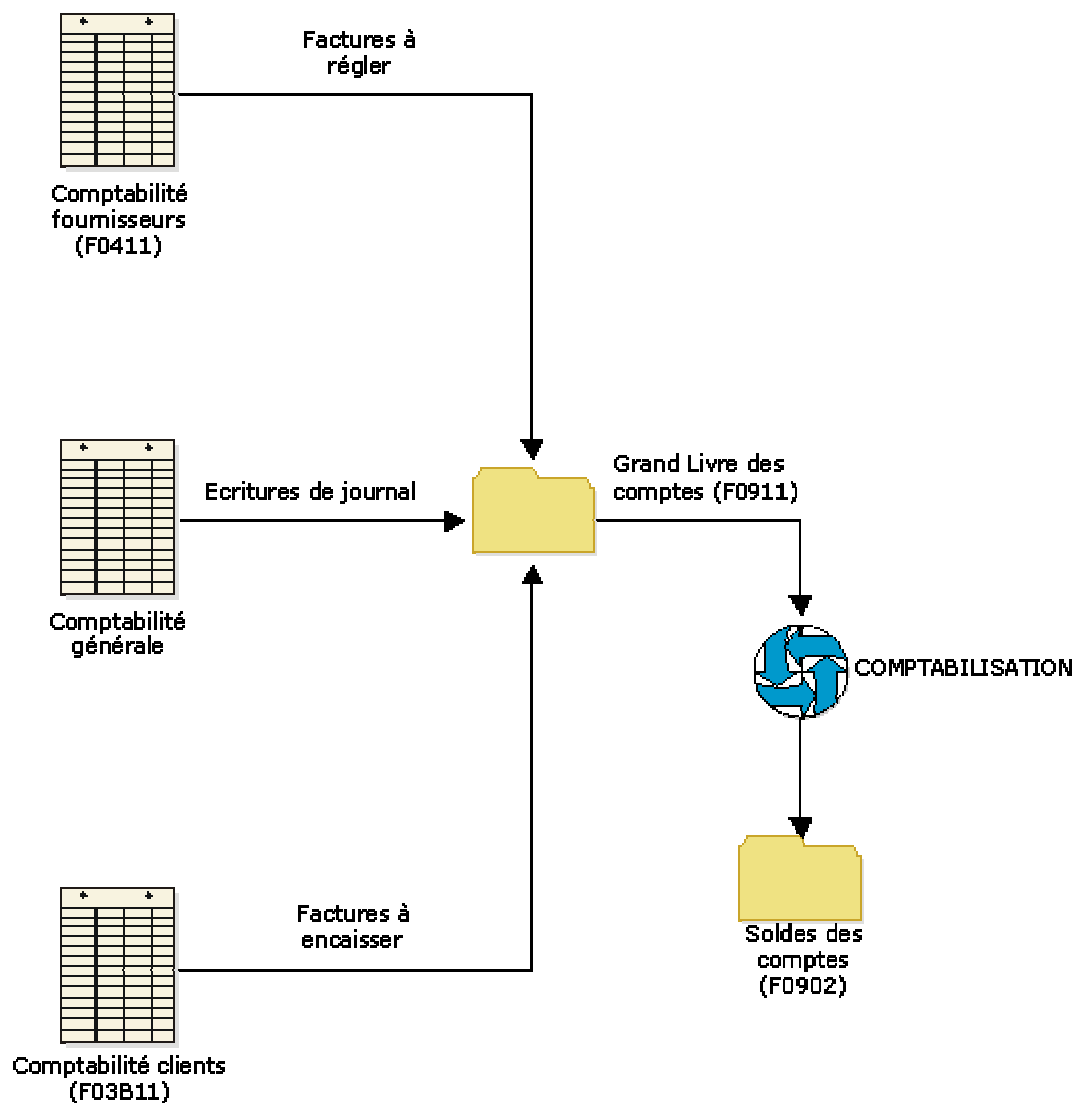 Factures à
régler
Comptabilité
fournisseurs
(F0411)
Ecritures de journal
Grand Livre des
comptes (F0911)
Comptabilité
générale
COMPTABILISATION
Factures à
encaisser
Soldes des
comptes
(F0902)
Comptabilité clients
(F03B11)